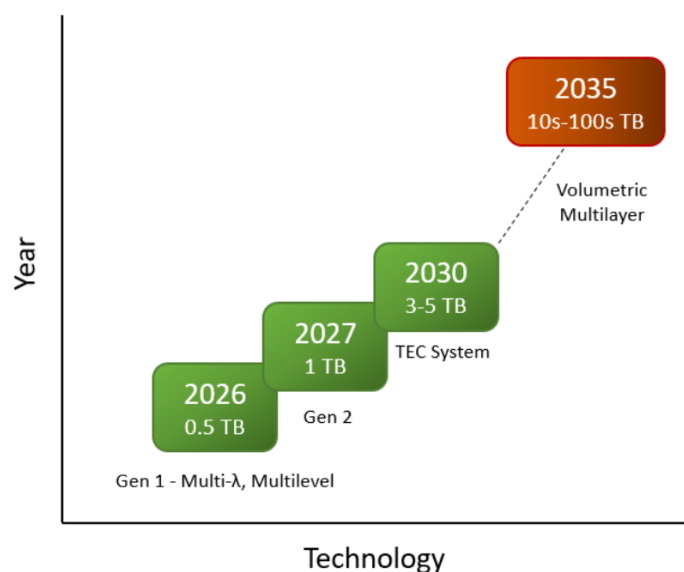 2035
10s-100s TB
Volumetric
Multilayer
2030
3-5 TB
TEC System
2027
1 TB
Gen 2
2026
0.5 TB
Gen 1 - Multi-λ, Multilevel
Year
Technology